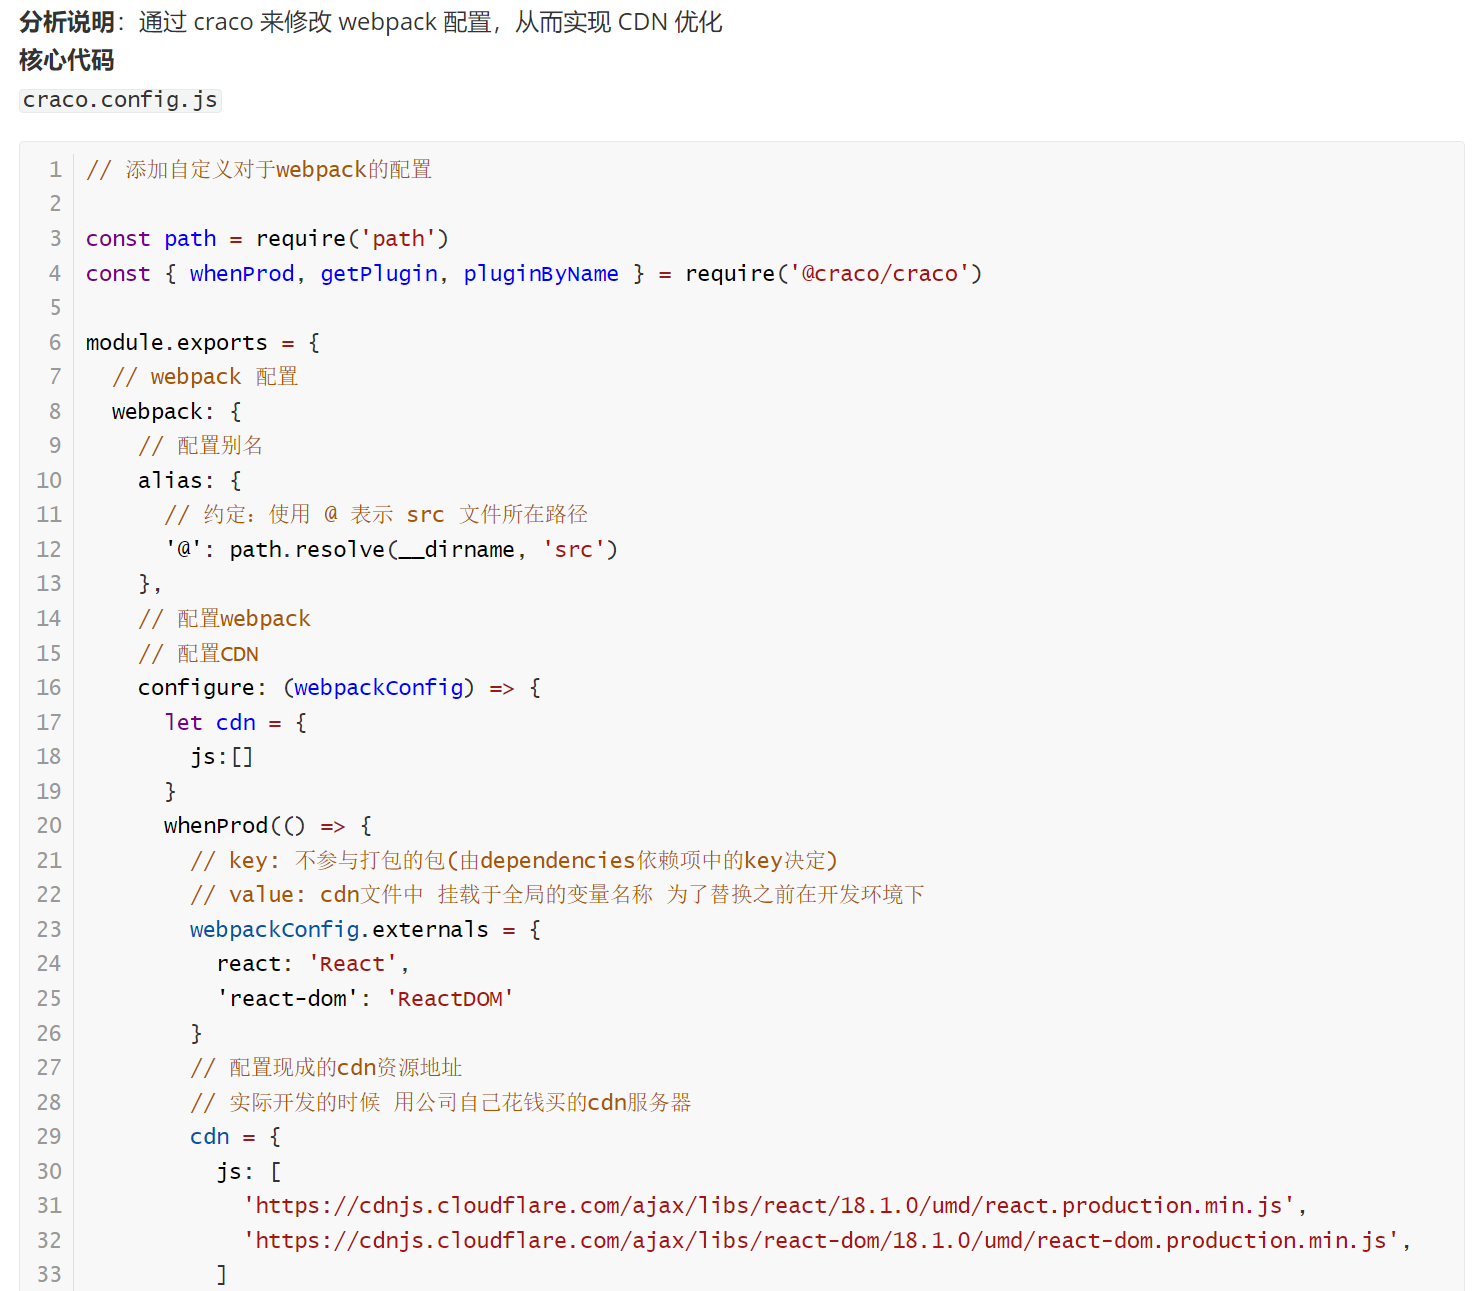 分析说明：通过 craco 来修改 webpack 配置，从而实现 CDN 优化
核心代码
craco.config.js
1 // 添加自定义对于webpack的配置
2
3 const path = require('path')
4 const { whenProd, getPlugin, pluginByName } = require('@craco/craco')
5
6 module.exports = {
7   // webpack 配置
8   webpack: {
9     // 配置别名
10     alias: {
11       // 约定：使用 @ 表示 src 文件所在路径
12       '@': path.resolve(__dirname, 'src')
13     },
14     // 配置webpack
15     // 配置CDN
16     configure: (webpackConfig) => {
17       let cdn = {
18         js:[]
19       }
20       whenProd(() => {
21         // key: 不参与打包的包(由dependencies依赖项中的key决定)
22         // value: cdn文件中 挂载于全局的变量名称 为了替换之前在开发环境下
23         webpackConfig.externals = {
24           react: 'React',
25           'react-dom': 'ReactDOM'
26         }
27         // 配置现成的cdn资源地址
28         // 实际开发的时候 用公司自己花钱买的cdn服务器
29         cdn = {
30           js: [
31             'https://cdnjs.cloudflare.com/ajax/libs/react/18.1.0/umd/react.production.min.js',
32             'https://cdnjs.cloudflare.com/ajax/libs/react-dom/18.1.0/umd/react-dom.production.min.js',
33           ]